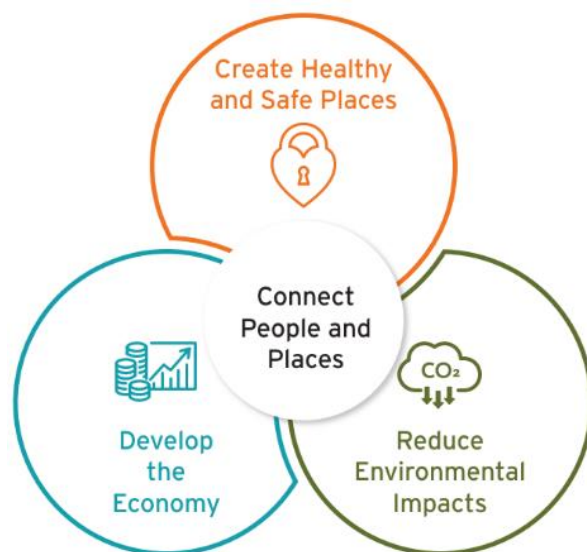 Create Healthy
and Safe Places
Connect
People and
Places
Develop
the
Economy
CO₂
Reduce
Environmental
Impacts